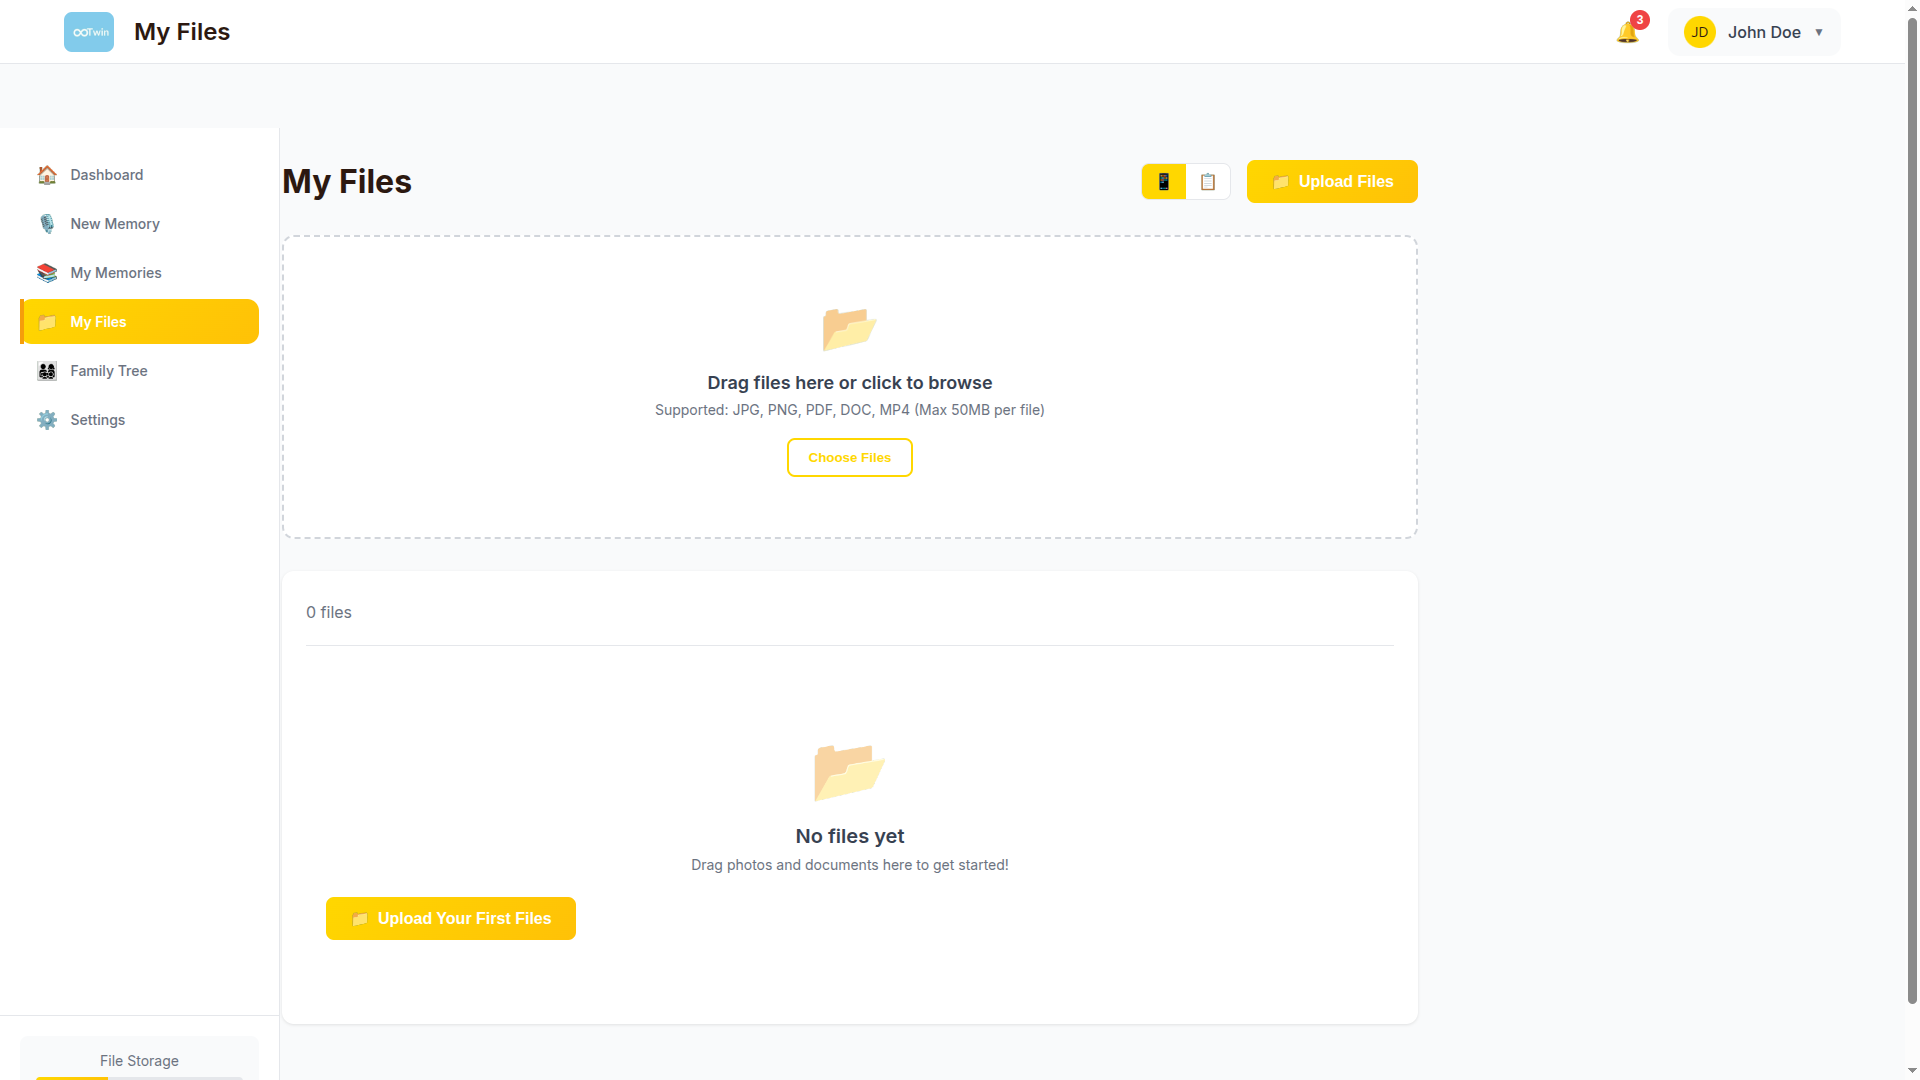 Twin
My Files
3
JD
John Doe
Dashboard
New Memory
My Memories
My Files
Family Tree
Settings
My Files
Upload Files
Drag files here or click to browse
Supported: JPG, PNG, PDF, DOC, MP4 (Max 50MB per file)
Choose Files
0 files
No files yet
Drag photos and documents here to get started!
Upload Your First Files
File Storage